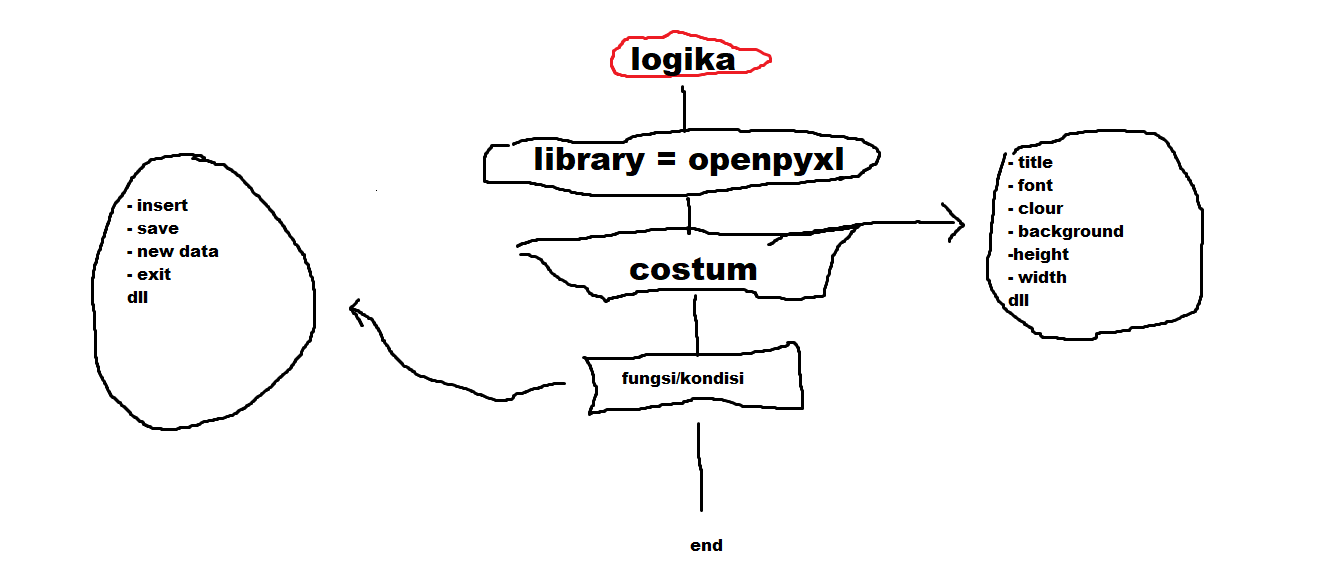 logika
library = openpyxl
costum
fungsi/kondisi
end
- insert
- save
- new data
- exit
dll
- title
- font
- clour
- background
-height
- width
dll